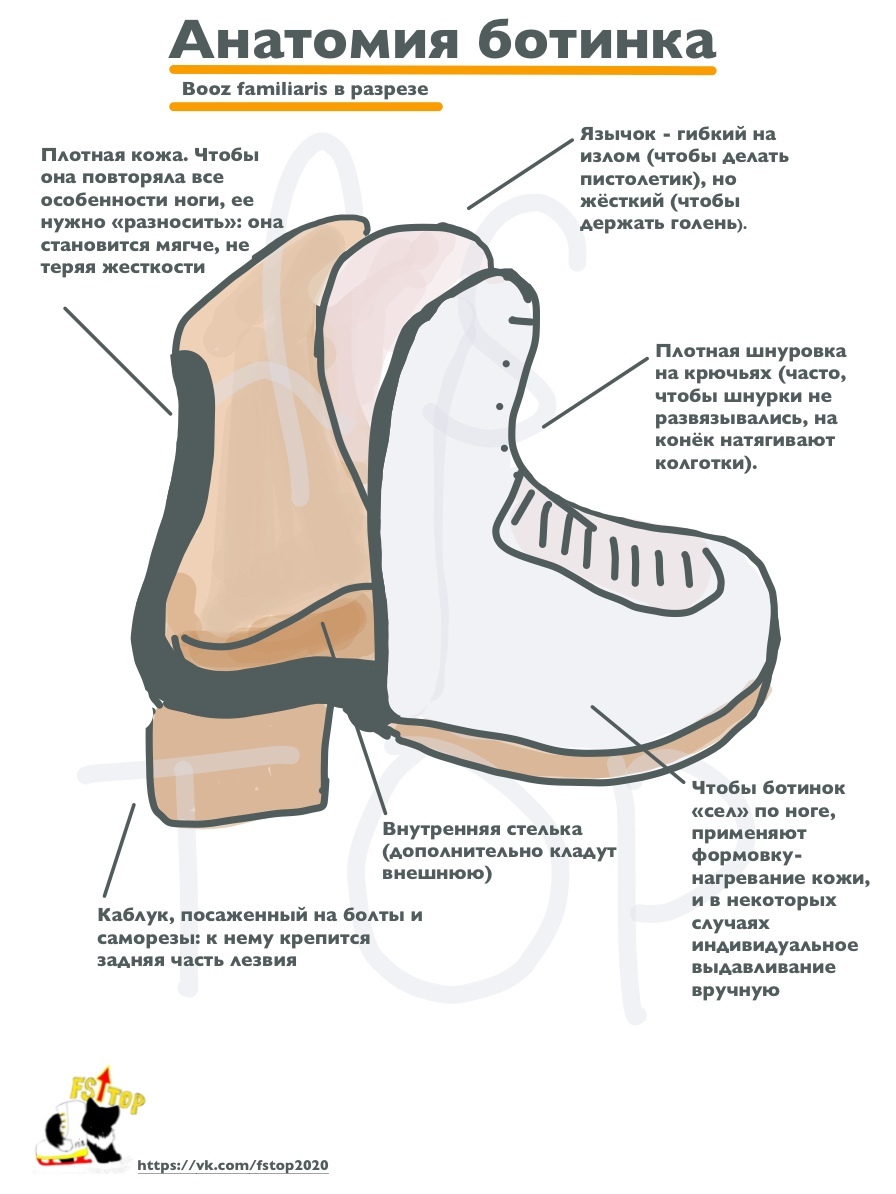 Анатомия ботинка
Booz familiaris в разрезе
Плотная кожа. Чтобы
она повторяла все
особенности ноги, ее
нужно «разносить»: она
становится мягче, не
теряя жесткости
Язычок - гибкий на
излом (чтобы делать
пистолетик), но
жёсткий (чтобы
держать голень).
Плотная шнуровка
на крючьях (часто,
чтобы шнурки не
развязывались, на
конёк натягивают
колготки).
Чтобы ботинок
«сел» по ноге,
применяют
формовку-
нагревание кожи,
и в некоторых
случаях
индивидуальное
выдавливание
вручную
Внутренняя стелька
(дополнительно кладут
внешнюю)
Каблук, посаженный на болты и
саморезы: к нему крепится
задняя часть лезвия
FS TOP
FS TOP
https://vk.com/fstop2020